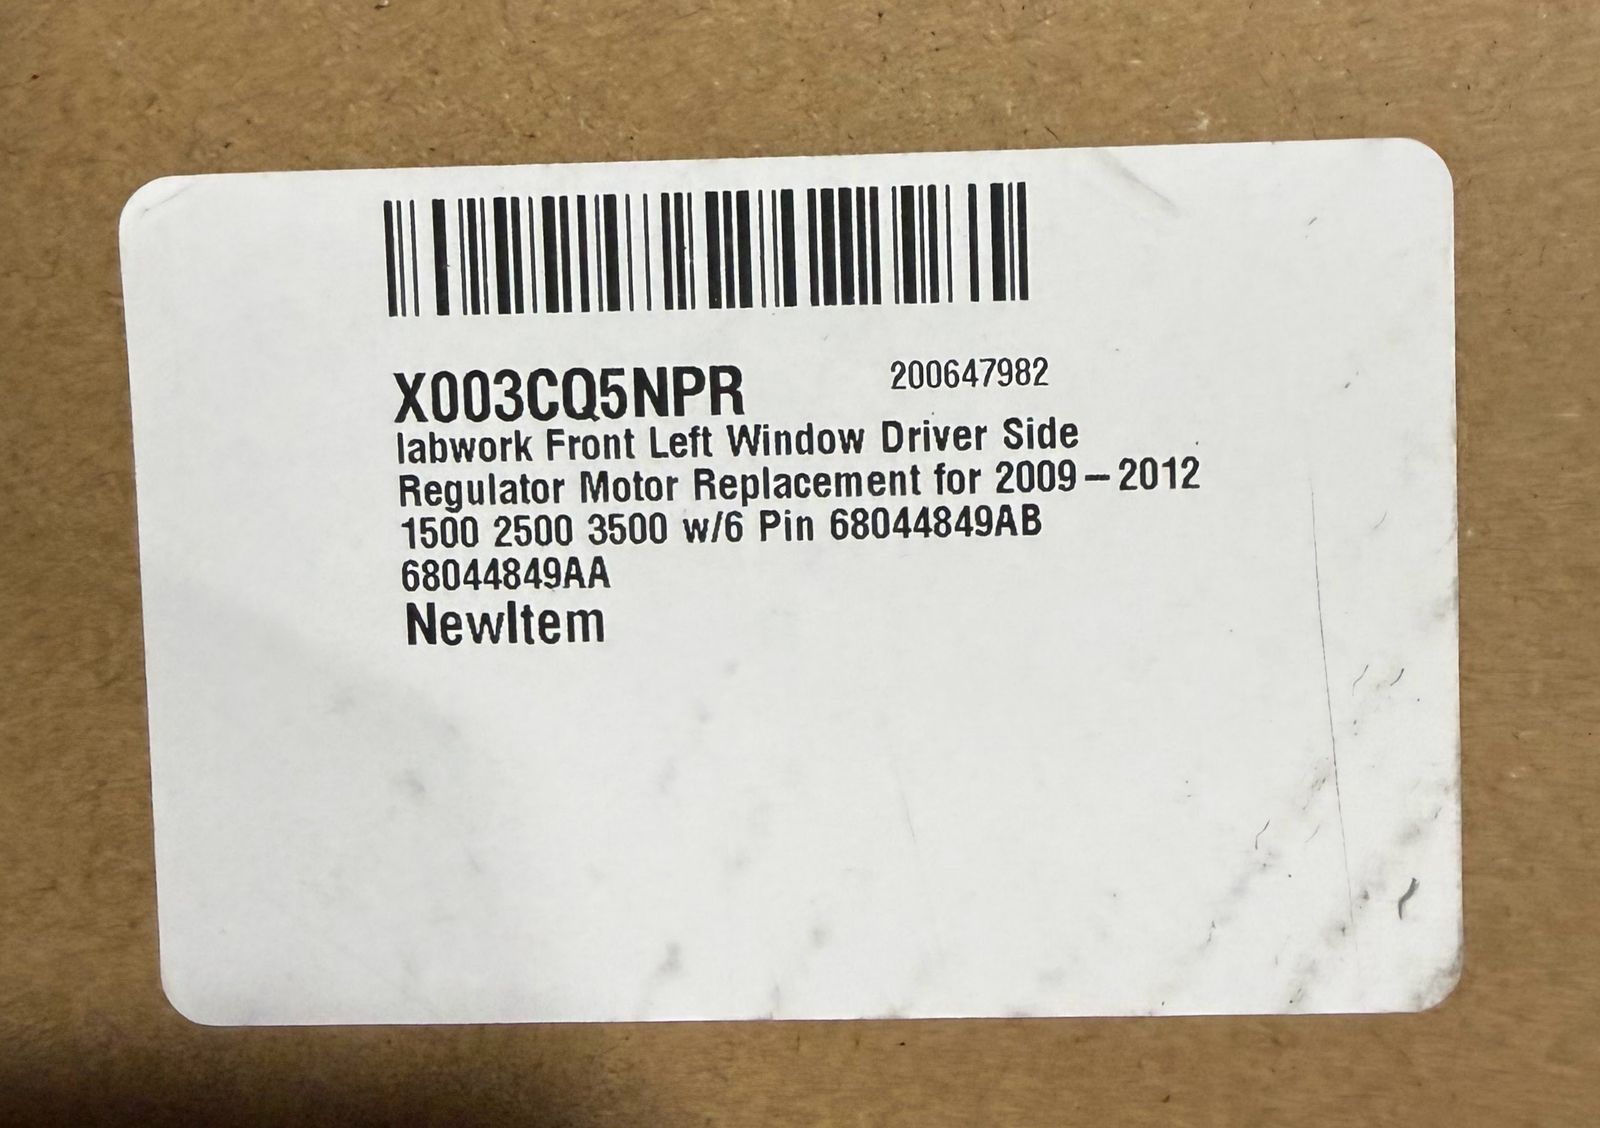 X003CQ5NPR 200647982
labwork Front Left Window Driver Side
Regulator Motor Replacement for 2009-2012
1500 2500 3500 w/6 Pin 68044849AB
68044849AA
NewItem